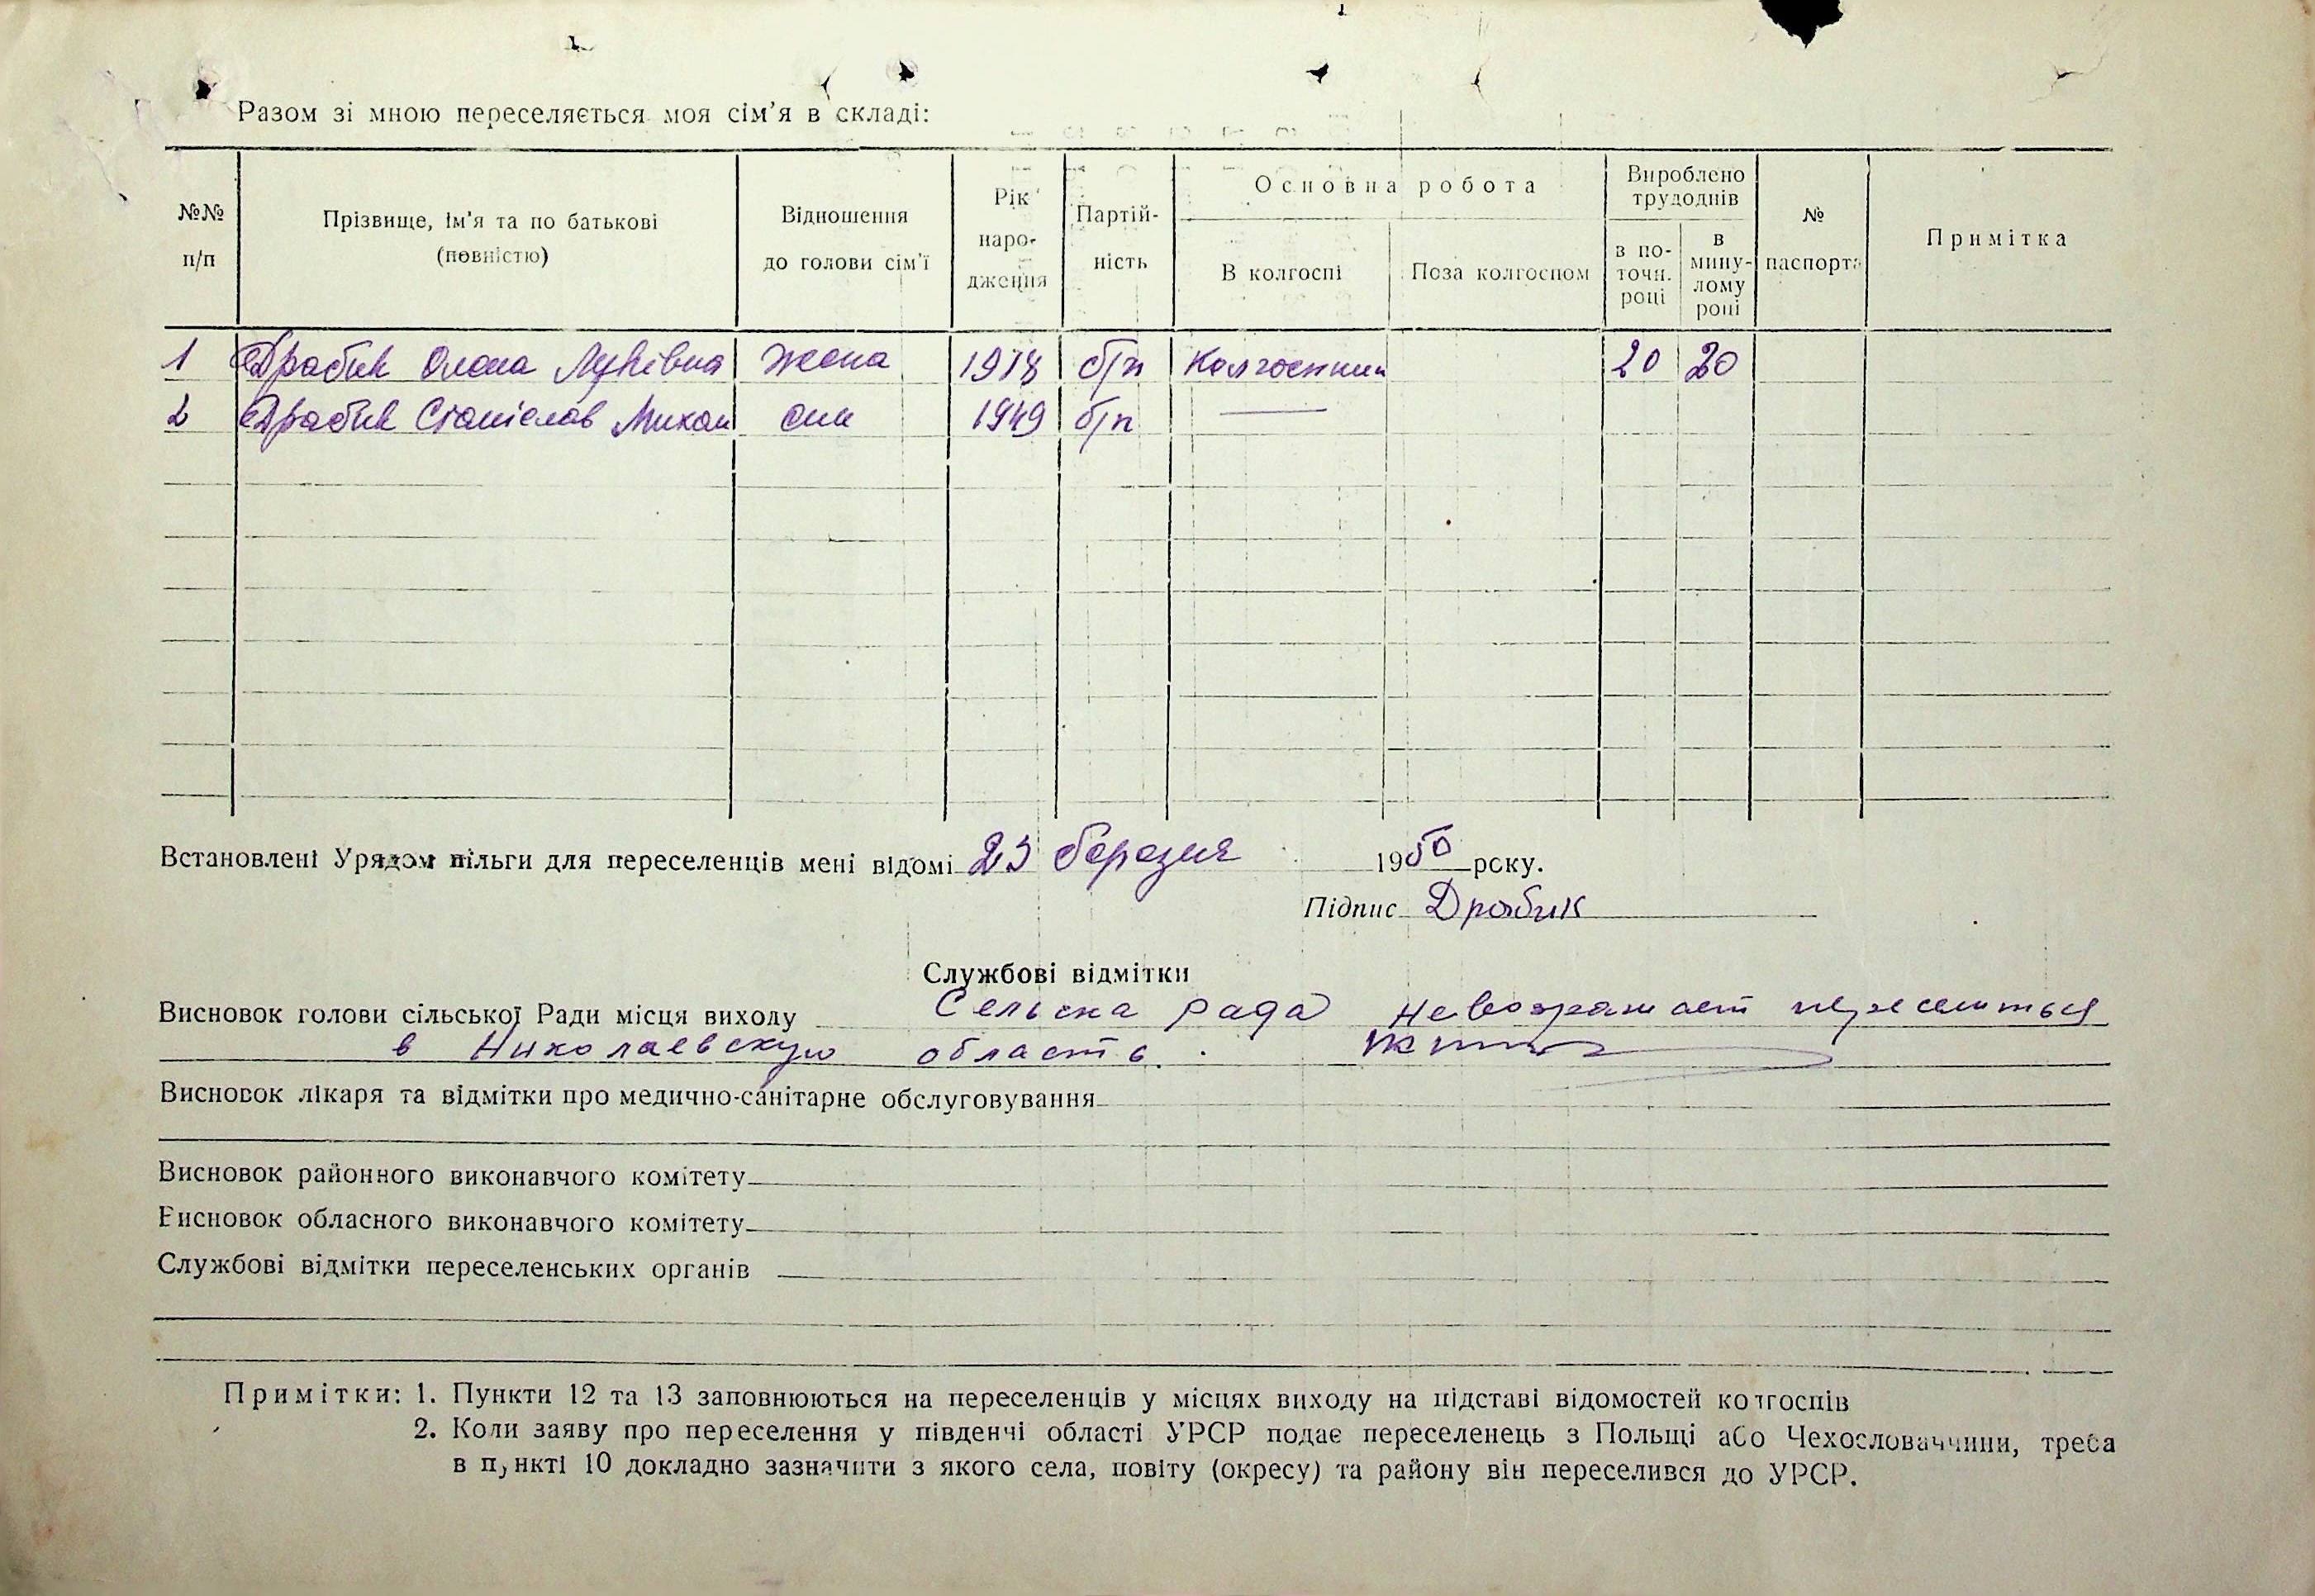 Разом зі мною переселяється моя сім'я в складі:
№№ п/п
Прізвище, ім'я та по батькові (повністю)
Відношення до голови сім'ї
Рік народження
Партійність
Основна робота
В колгоспі
Поза колгоспом
Вироблено трудоднів
в поточн. році
в минулому році
№ паспорта
Примітка
1 Драбик Олена Луківна жена 1918 б/п Колгоспник 20 20
2 Драбик Станіслав Михай син 1949 б/п —
Встановлені Урядом пільги для переселенців мені відомі 23 березня 1950 року.
Підпис Драбик
Службові відмітки
Висновок голови сільської Ради місця виходу Сельска рада невозражает переселиться
в Николаевскую область.
Висновок лікаря та відмітки про медично-санітарне обслуговування
Висновок районного виконавчого комітету
Висновок обласного виконавчого комітету
Службові відмітки переселенських органів
Примітки: 1. Пункти 12 та 13 заповнюються на переселенців у місцях виходу на підставі відомостей колгоспів
2. Коли заяву про переселення у південчі області УРСР подає переселенець з Польщі або Чехословаччини, треба
в пункті 10 докладно зазначити з якого села, повіту (окресу) та району він переселився до УРСР.